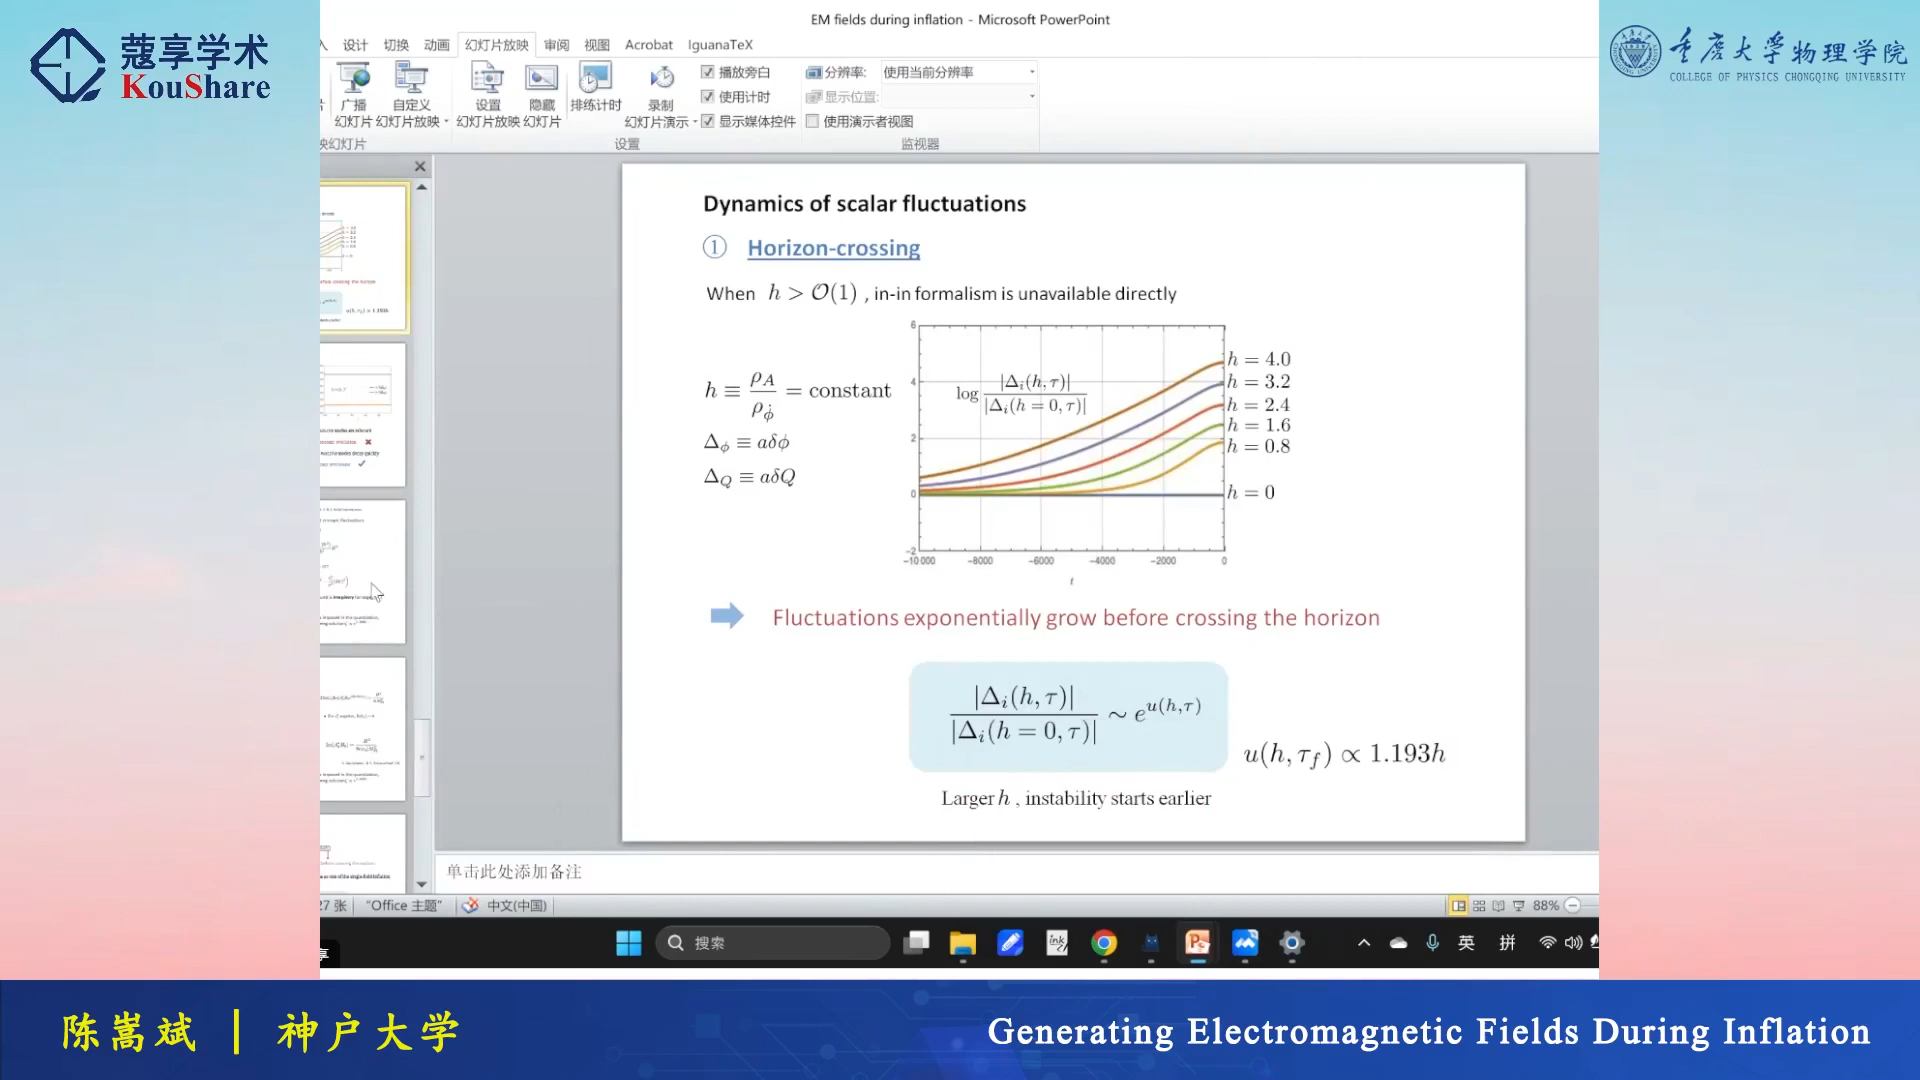 蔻享学术
KouShare
EM fields during inflation - Microsoft PowerPoint
设计 切换 动画 幻灯片放映 审阅 视图 Acrobat IguanaTeX
广播
幻灯片
自定义
幻灯片放映
设置
幻灯片放映
隐藏
幻灯片
排练计时
录制
幻灯片演示
播放旁白
使用计时
显示媒体控件
分辨率: 使用当前分辨率
显示位置:
使用演示者视图
设置
监视器
重庆大学物理学院
COLLEGE OF PHYSICS CHONGQING UNIVERSITY
Dynamics of scalar fluctuations
① Horizon-crossing
When h > O(1) , in-in formalism is unavailable directly
h ≡ ρ_A / ρ_φ̇ = constant
Δ_ϕ ≡ aδϕ
Δ_Q ≡ aδQ
log |Δ_i(h,τ)| / |Δ_i(h = 0,τ)|
6
4
2
0
−2
−10000 −8000 −6000 −4000 −2000 0
h = 4.0
h = 3.2
h = 2.4
h = 1.6
h = 0.8
h = 0
Fluctuations exponentially grow before crossing the horizon
|Δ_i(h,τ)| / |Δ_i(h = 0,τ)| ∼ e^{u(h,τ)}
u(h,τ_f) ∝ 1.193h
Larger h , instability starts earlier
单击此处添加备注
27 张 “Office 主题” 中文(中国) 88%
搜索
英 拼
陈嵩斌 | 神户大学
Generating Electromagnetic Fields During Inflation